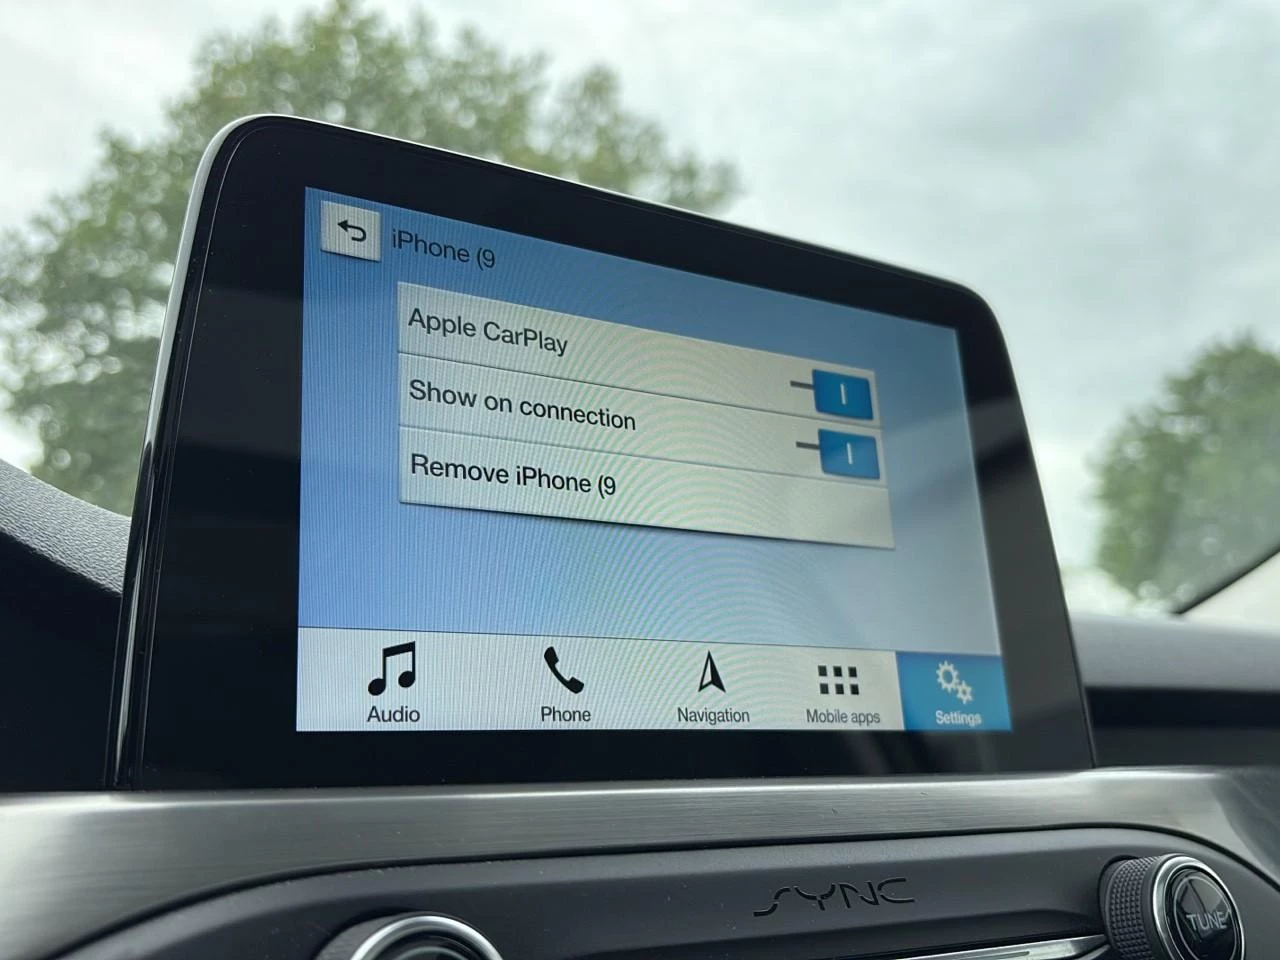 iPhone (9
Apple CarPlay
Show on connection
Remove iPhone (9
Audio
Phone
Navigation
Mobile apps
Settings
SYNC
TUNE